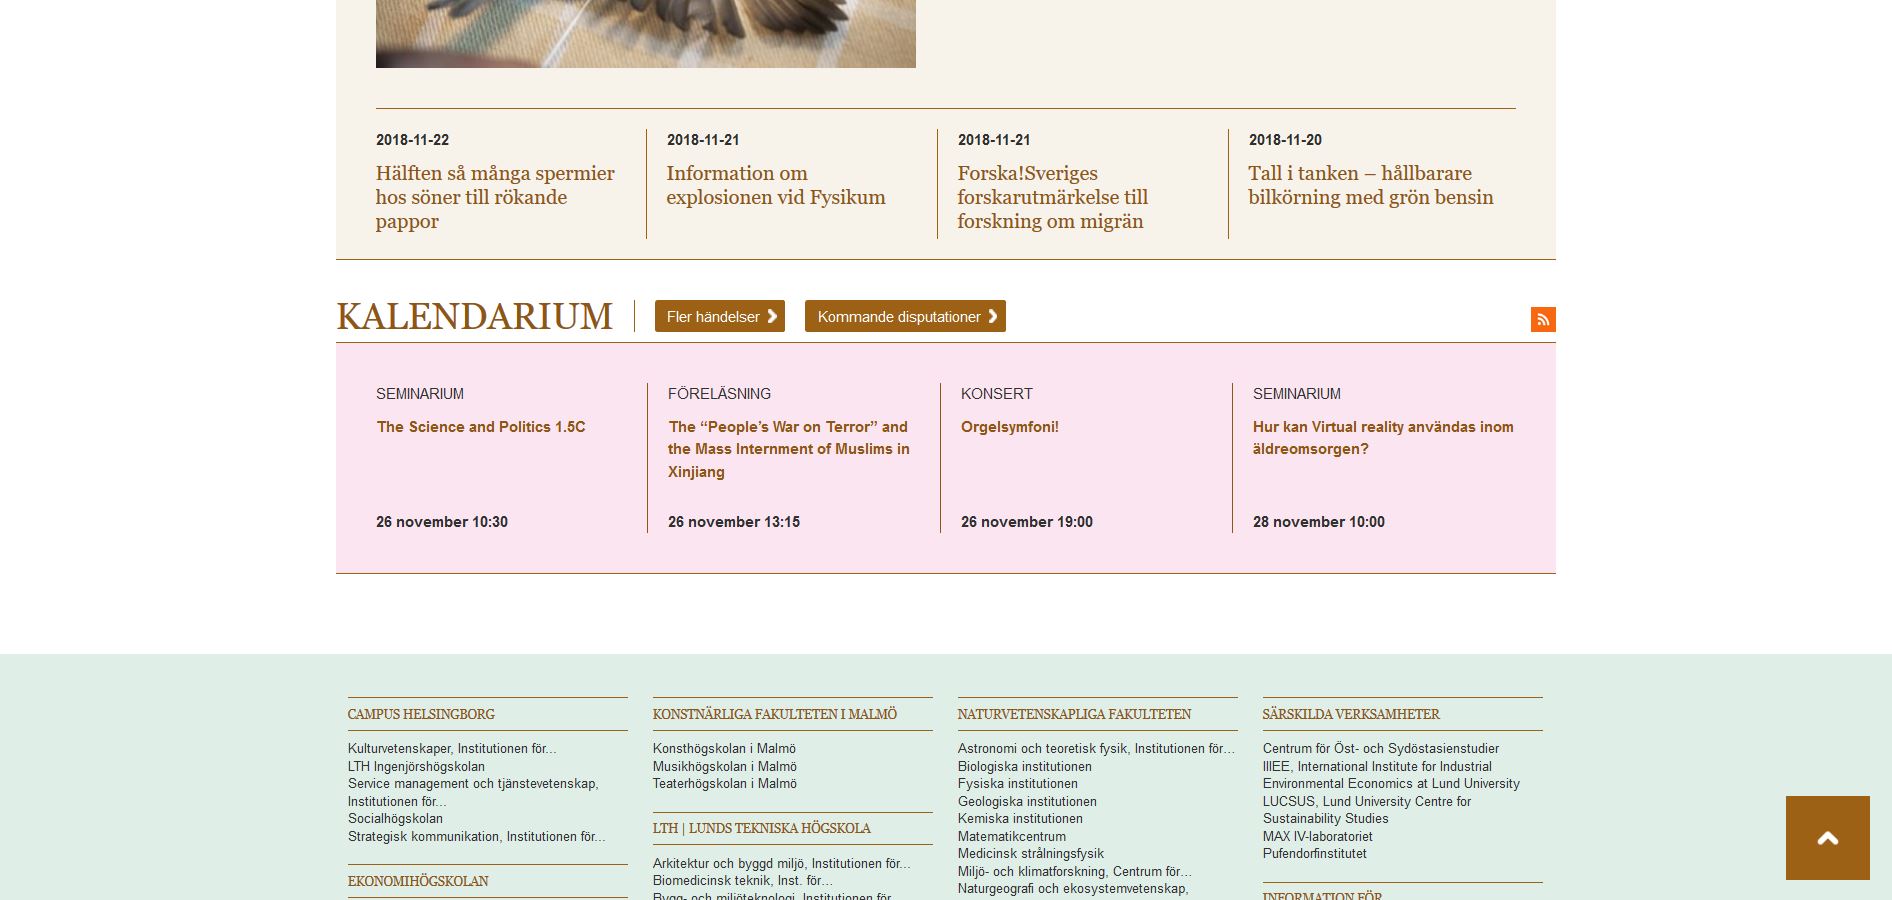 2018-11-22
Hälften så många spermier
hos söner till rökande
pappor
2018-11-21
Information om
explosionen vid Fysikum
2018-11-21
Forska!Sveriges
forskarutmärkelse till
forskning om migrän
2018-11-20
Tall i tanken – hållbarare
bilkörning med grön bensin
KALENDARIUM
Fler händelser
Kommande disputationer
SEMINARIUM
The Science and Politics 1.5C
26 november 10:30
FÖRELÄSNING
The “People’s War on Terror” and
the Mass Internment of Muslims in
Xinjiang
26 november 13:15
KONSERT
Orgelsymfoni!
26 november 19:00
SEMINARIUM
Hur kan Virtual reality användas inom
äldreomsorgen?
28 november 10:00
CAMPUS HELSINGBORG
Kulturvetenskaper, Institutionen för...
LTH Ingenjörshögskolan
Service management och tjänstevetenskap,
Institutionen för...
Socialhögskolan
Strategisk kommunikation, Institutionen för...
EKONOMIHÖGSKOLAN
KONSTNÄRLIGA FAKULTETEN I MALMÖ
Konsthögskolan i Malmö
Musikhögskolan i Malmö
Teaterhögskolan i Malmö
LTH | LUNDS TEKNISKA HÖGSKOLA
Arkitektur och byggd miljö, Institutionen för...
Biomedicinsk teknik, Inst. för...
Bygg- och miljöteknologi, Institutionen för
NATURVETENSKAPLIGA FAKULTETEN
Astronomi och teoretisk fysik, Institutionen för...
Biologiska institutionen
Fysiska institutionen
Geologiska institutionen
Kemiska institutionen
Matematikcentrum
Medicinsk strålningsfysik
Miljö- och klimatforskning, Centrum för...
Naturgeografi och ekosystemvetenskap,
SÄRSKILDA VERKSAMHETER
Centrum för Öst- och Sydöstasienstudier
IIIEE, International Institute for Industrial
Environmental Economics at Lund University
LUCSUS, Lund University Centre for
Sustainability Studies
MAX IV-laboratoriet
Pufendorfinstitutet
INFORMATION FÖR